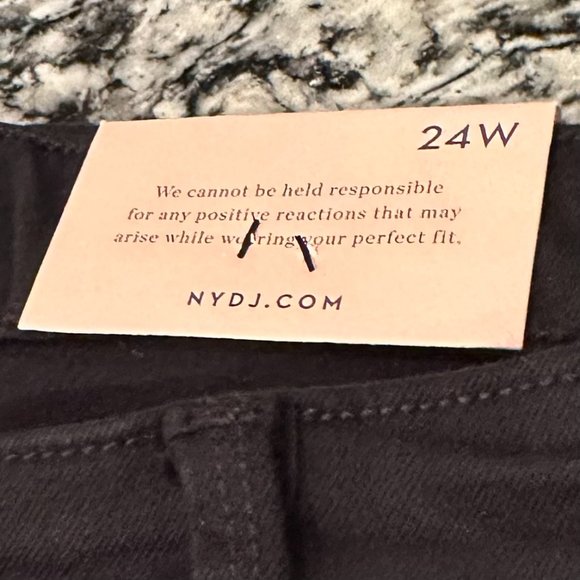 24W
We cannot be held responsible
for any positive reactions that may
arise while wearing your perfect fit.
NYDJ.COM